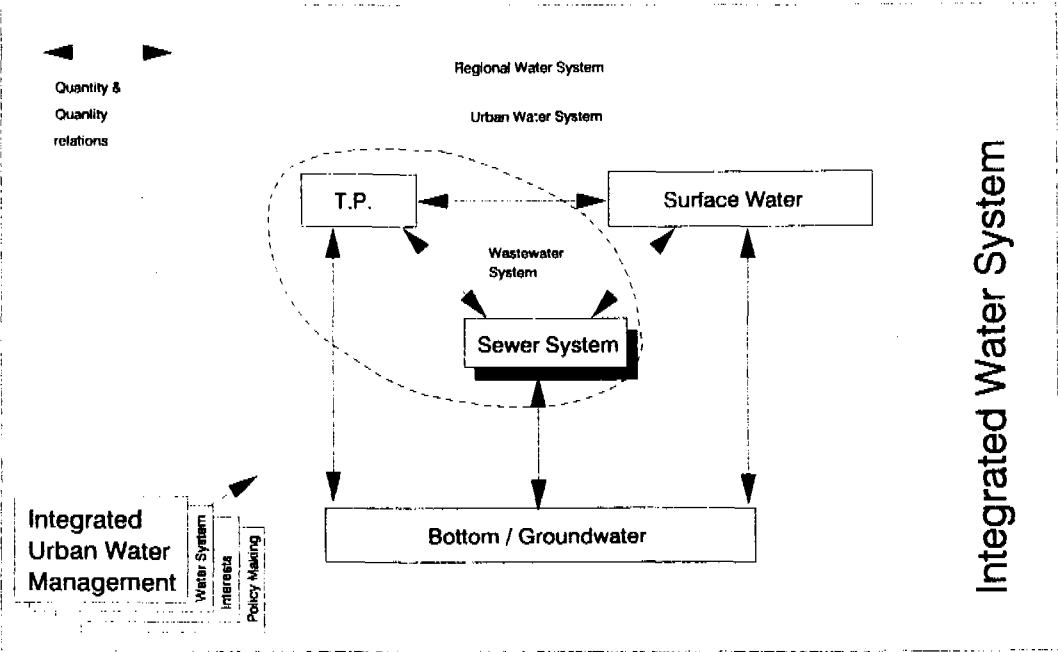 Quantity &
Quanlity
relations
Regional Water System
Urban Water System
T.P.
Surface Water
Wastewater
System
Sewer System
Bottom / Groundwater
Integrated
Urban Water
Management
Water System
Interests
Policy Making
Integrated Water System